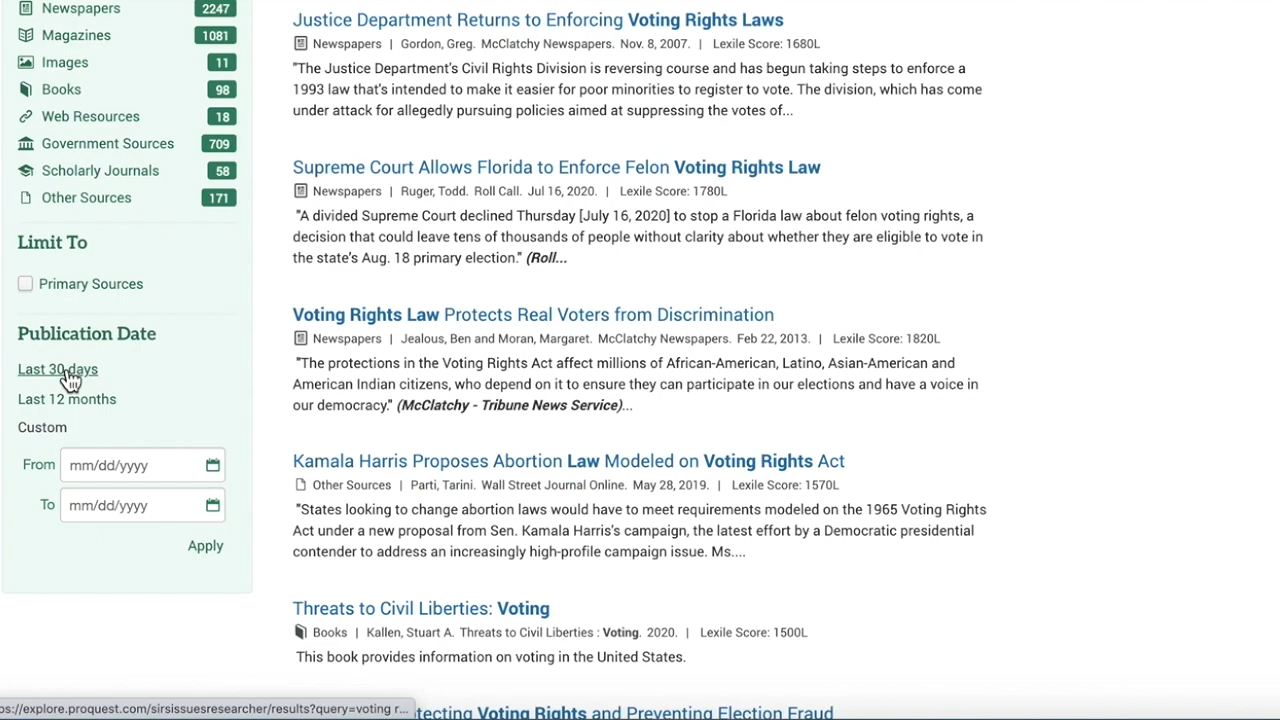 Newspapers 2247
Magazines 1081
Images 11
Books 98
Web Resources 18
Government Sources 709
Scholarly Journals 58
Other Sources 171
Limit To
Primary Sources
Publication Date
Last 30 days
Last 12 months
Custom
From mm/dd/yyyy
To mm/dd/yyyy
Apply
Justice Department Returns to Enforcing Voting Rights Laws
Newspapers | Gordon, Greg. McClatchy Newspapers. Nov. 8, 2007. | Lexile Score: 1680L
"The Justice Department's Civil Rights Division is reversing course and has begun taking steps to enforce a
1993 law that's intended to make it easier for poor minorities to register to vote. The division, which has come
under attack for allegedly pursuing policies aimed at suppressing the votes of...
Supreme Court Allows Florida to Enforce Felon Voting Rights Law
Newspapers | Ruger, Todd. Roll Call. Jul 16, 2020. | Lexile Score: 1780L
"A divided Supreme Court declined Thursday [July 16, 2020] to stop a Florida law about felon voting rights, a
decision that could leave tens of thousands of people without clarity about whether they are eligible to vote in
the state's Aug. 18 primary election." (Roll...
Voting Rights Law Protects Real Voters from Discrimination
Newspapers | Jealous, Ben and Moran, Margaret. McClatchy Newspapers. Feb 22, 2013. | Lexile Score: 1820L
"The protections in the Voting Rights Act affect millions of African-American, Latino, Asian-American and
American Indian citizens, who depend on it to ensure they can participate in our elections and have a voice in
our democracy." (McClatchy - Tribune News Service)...
Kamala Harris Proposes Abortion Law Modeled on Voting Rights Act
Other Sources | Parti, Tarini. Wall Street Journal Online. May 28, 2019. | Lexile Score: 1570L
"States looking to change abortion laws would have to meet requirements modeled on the 1965 Voting Rights
Act under a new proposal from Sen. Kamala Harris's campaign, the latest effort by a Democratic presidential
contender to address an increasingly high-profile campaign issue. Ms....
Threats to Civil Liberties: Voting
Books | Kallen, Stuart A. Threats to Civil Liberties : Voting. 2020. | Lexile Score: 1500L
This book provides information on voting in the United States.
tecting Voting Rights and Preventing Election Fraud
ps://explore.proquest.com/sirsissuesresearcher/results?query=voting r...